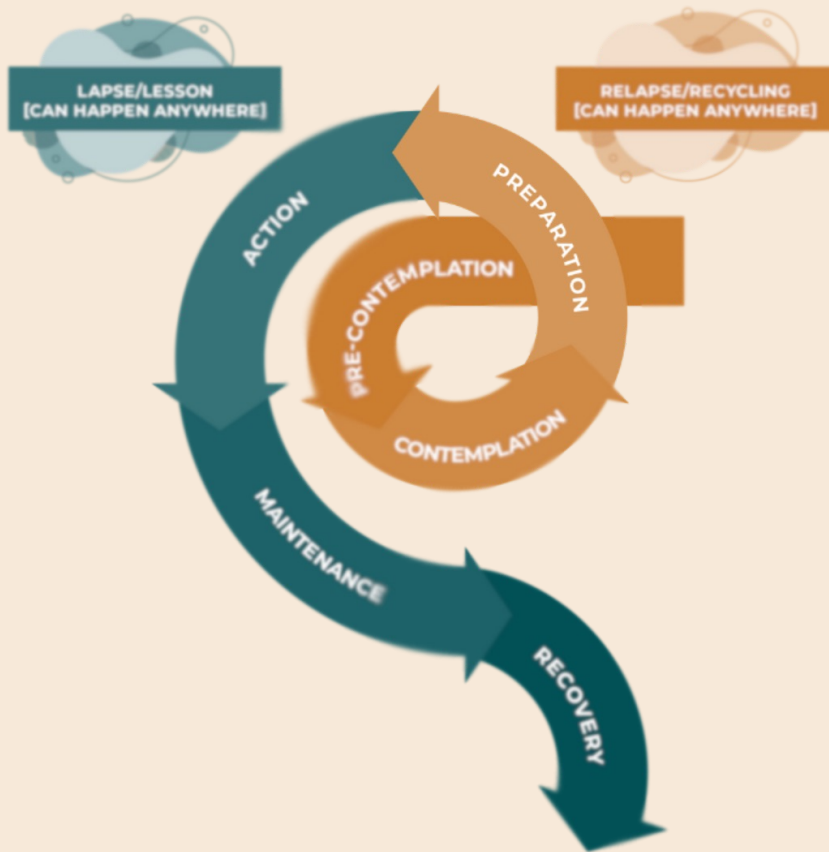 LAPSE/LESSON
[CAN HAPPEN ANYWHERE]
RELAPSE/RECYCLING
[CAN HAPPEN ANYWHERE]
PRE-CONTEMPLATION
CONTEMPLATION
PREPARATION
ACTION
MAINTENANCE
RECOVERY